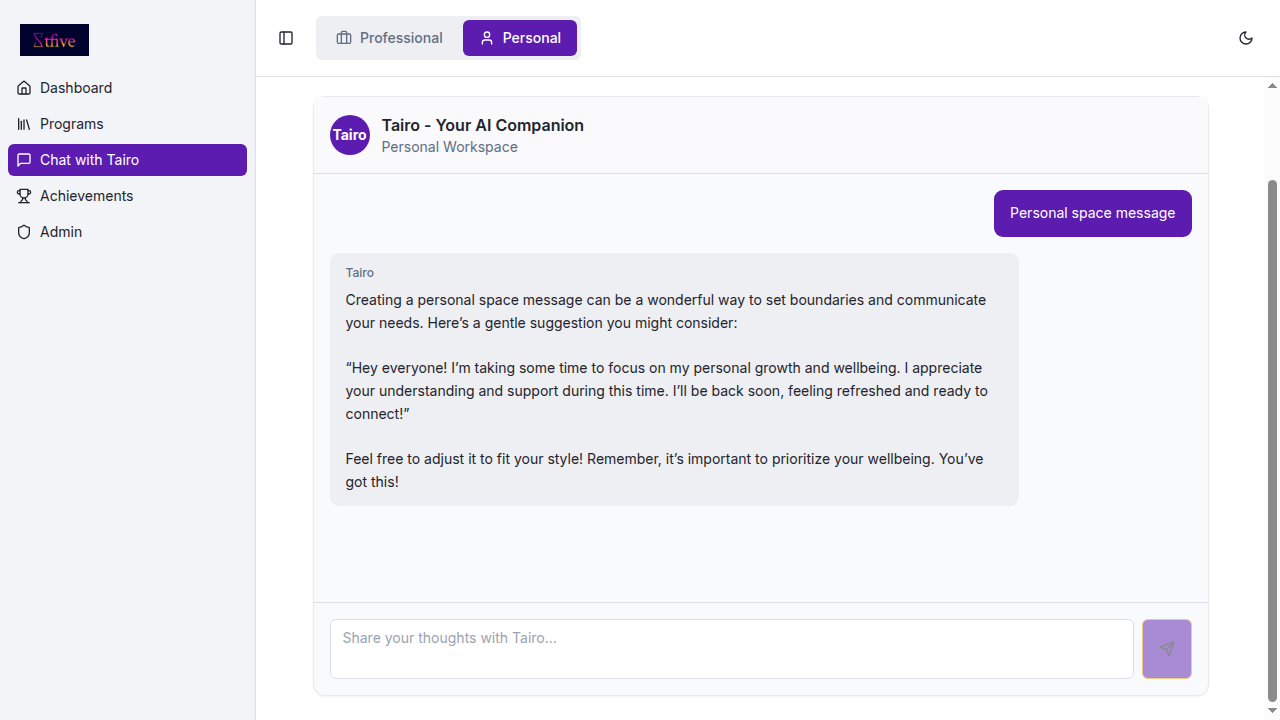 Σtfive
Professional
Personal
Dashboard
Programs
Chat with Tairo
Achievements
Admin
Tairo
Tairo - Your AI Companion
Personal Workspace
Personal space message
Tairo
Creating a personal space message can be a wonderful way to set boundaries and communicate
your needs. Here’s a gentle suggestion you might consider:
“Hey everyone! I’m taking some time to focus on my personal growth and wellbeing. I appreciate
your understanding and support during this time. I’ll be back soon, feeling refreshed and ready to
connect!”
Feel free to adjust it to fit your style! Remember, it’s important to prioritize your wellbeing. You’ve
got this!
Share your thoughts with Tairo...